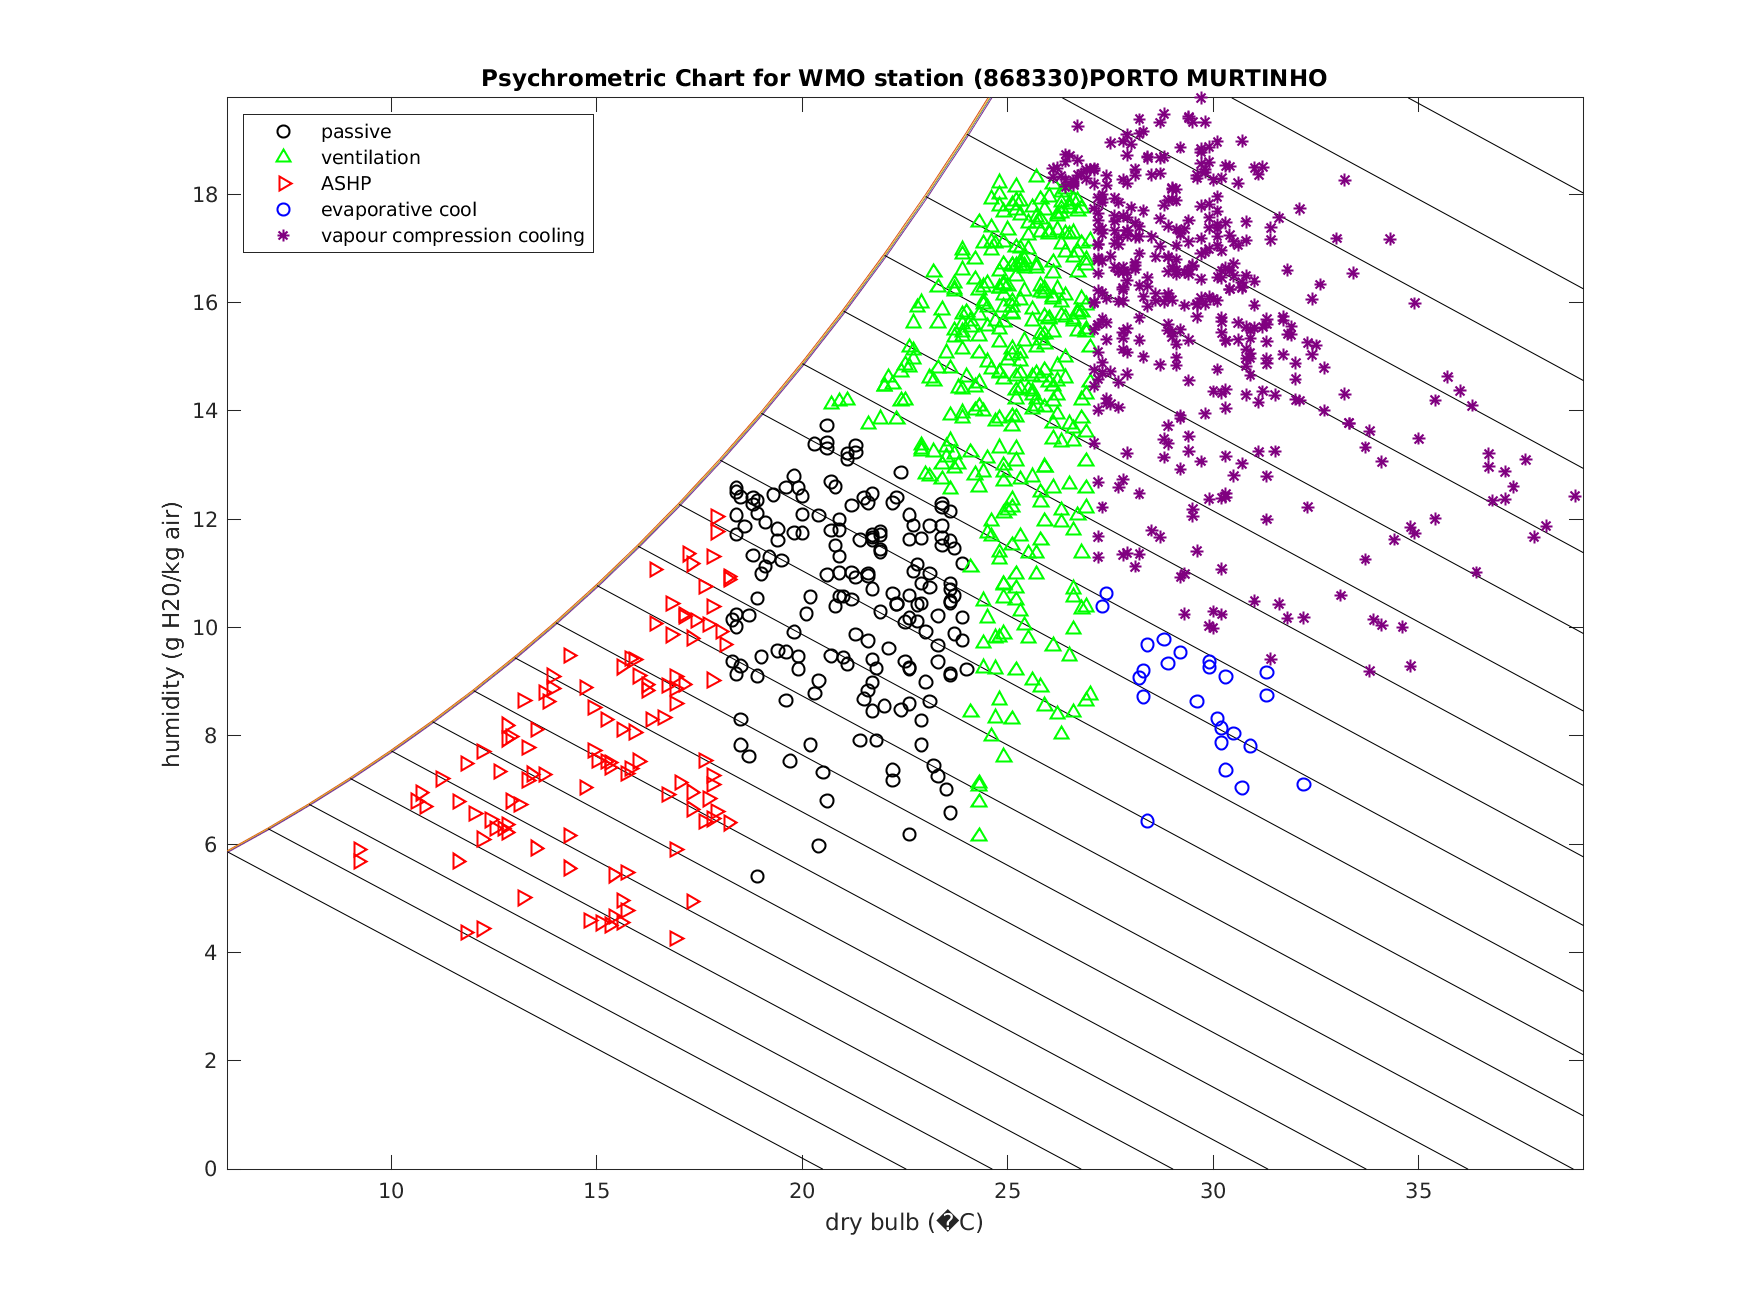 Psychrometric Chart for WMO station (868330)PORTO MURTINHO
passive
ventilation
ASHP
evaporative cool
vapour compression cooling
humidity (g H20/kg air)
18
16
14
12
10
8
6
4
2
0
10 15 20 25 30 35
dry bulb (�C)